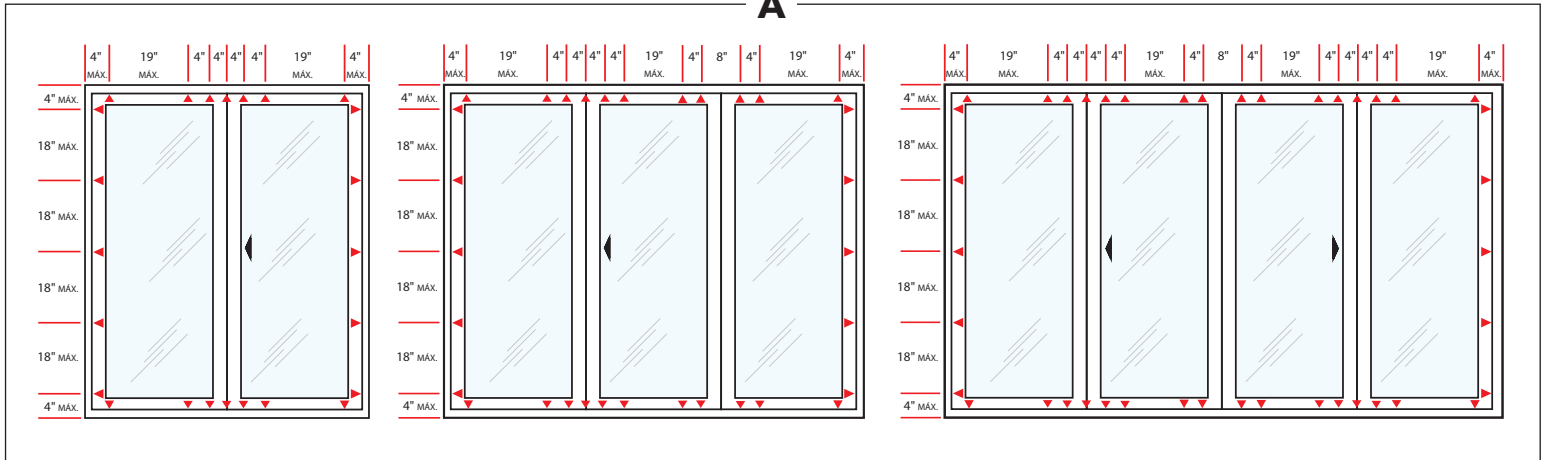 A
4" 19" 4" 4" 4" 4" 19" 4"
MÁX. MÁX. MÁX. MÁX.
4" MÁX.
18" MÁX.
18" MÁX.
18" MÁX.
18" MÁX.
4" MÁX.
4" 19" 4" 4" 4" 4" 19" 4" 8" 4" 19" 4"
MÁX. MÁX. MÁX. MÁX. MÁX.
4" MÁX.
18" MÁX.
18" MÁX.
18" MÁX.
18" MÁX.
4" MÁX.
4" 19" 4" 4" 4" 4" 19" 4" 8" 4" 19" 4" 4" 4" 4" 19" 4"
MÁX. MÁX. MÁX. MÁX. MÁX. MÁX.
4" MÁX.
18" MÁX.
18" MÁX.
18" MÁX.
18" MÁX.
4" MÁX.